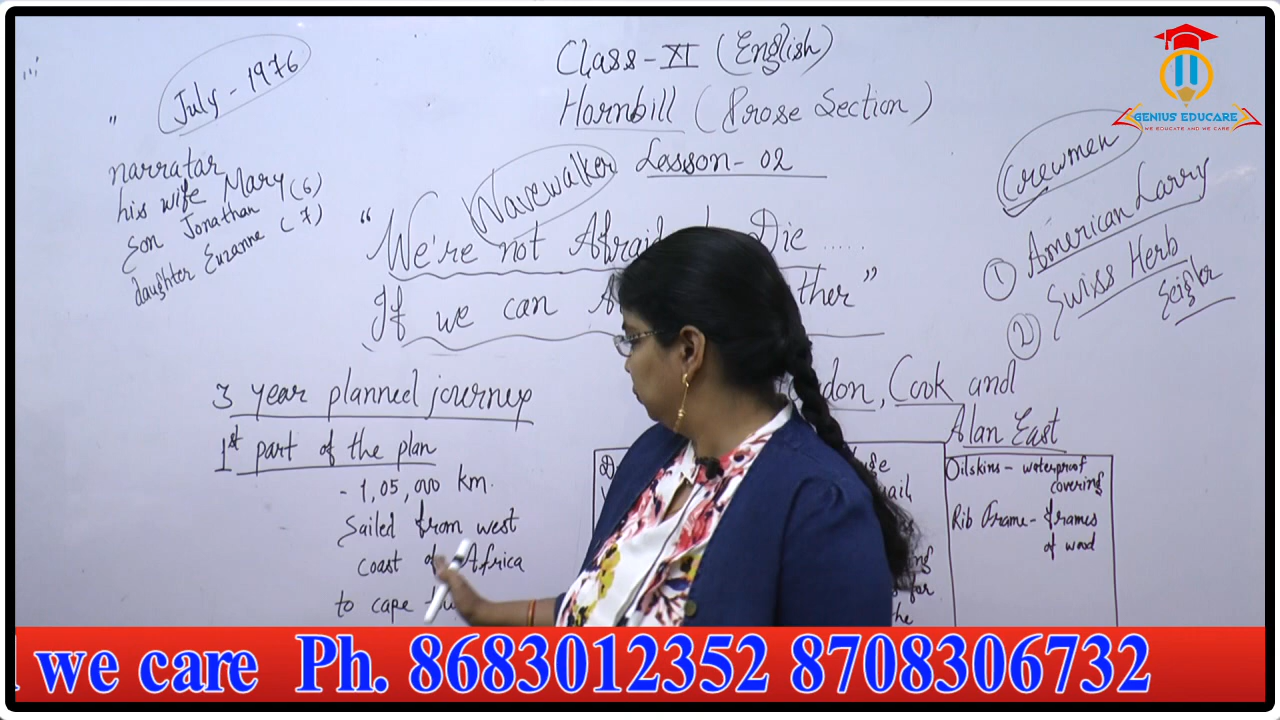 Class-XI (English)
Hornbill (Prose Section)
Lesson-02
Wavewalker
"We're not Afraid Die .....
If we can ther"
July-1976
narratar
his wife Mary (6)
Son Jonathan
daughter Suzanne (7)
3 year planned journey
1st part of the plan
- 1,05,000 km.
Sailed from west
coast of Africa
to cape
Crewmen
1 American Larry
2 Swiss Herb
Seigler
Cook and
Alan East
Oilskins - waterproof
covering
Rib Frame - frames
of wood
for
the
GENIUS EDUCARE
WE EDUCATE AND WE CARE
we care Ph. 8683012352 8708306732